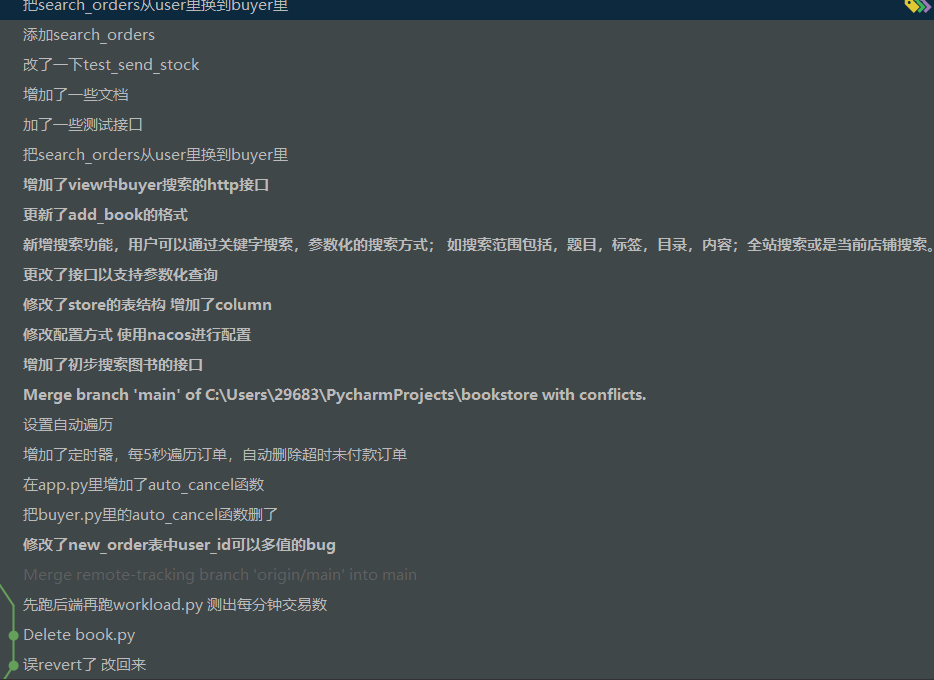 把search_orders从user里换到buyer里
添加search_orders
改了一下test_send_stock
增加了一些文档
加了一些测试接口
把search_orders从user里换到buyer里
增加了view中buyer搜索的http接口
更新了add_book的格式
新增搜索功能，用户可以通过关键字搜索，参数化的搜索方式； 如搜索范围包括，题目，标签，目录，内容；全站搜索或是当前店铺搜索。
更改了接口以支持参数化查询
修改了store的表结构 增加了column
修改配置方式 使用nacos进行配置
增加了初步搜索图书的接口
Merge branch 'main' of C:\Users\29683\PycharmProjects\bookstore with conflicts.
设置自动遍历
增加了定时器，每5秒遍历订单，自动删除超时未付款订单
在app.py里增加了auto_cancel函数
把buyer.py里的auto_cancel函数删了
修改了new_order表中user_id可以多值的bug
Merge remote-tracking branch 'origin/main' into main
先跑后端再跑workload.py 测出每分钟交易数
Delete book.py
误revert了 改回来